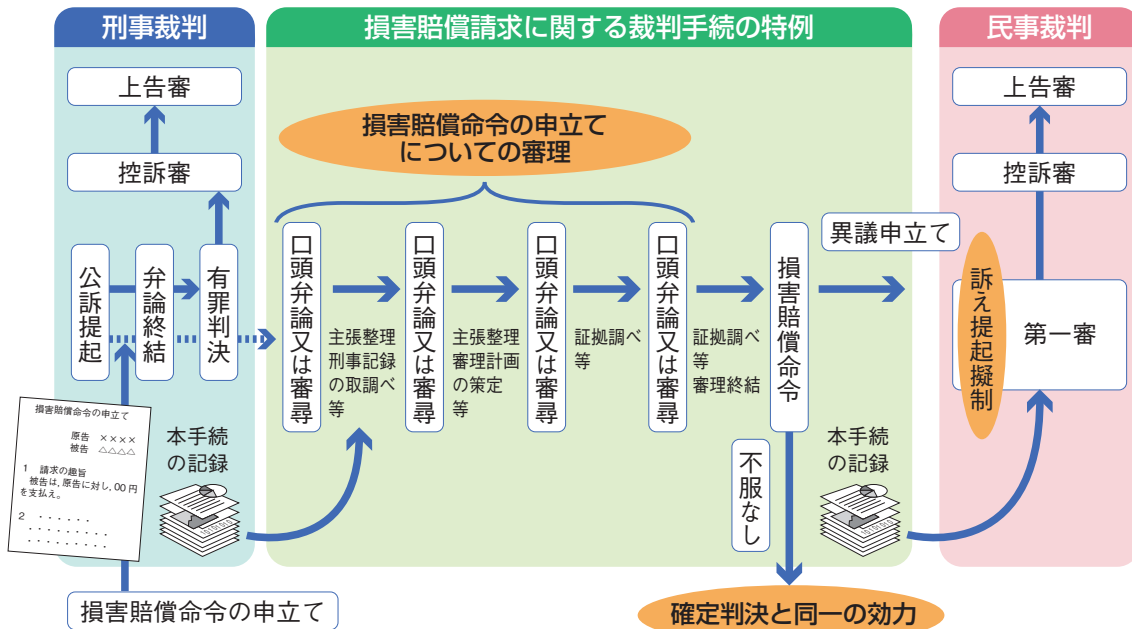 刑事裁判
上告審
控訴審
公訴提起
弁論終結
有罪判決
損害賠償命令の申立て
原告 ××××
被告 △△△△
1 請求の趣旨
被告は、原告に対し、00円
を支払え。
2 ・・・・・・
・・・・・・・・・
・・・・・・・・・
本手続
の記録
損害賠償命令の申立て
損害賠償請求に関する裁判手続の特例
損害賠償命令の申立て
についての審理
口頭弁論又は審尋
主張整理
刑事記録
の取調べ
等
口頭弁論又は審尋
主張整理
審理計画
の策定
等
口頭弁論又は審尋
証拠調べ
等
口頭弁論又は審尋
証拠調べ
等
審理終結
損害賠償命令
異議申立て
不服なし
本手続
の記録
確定判決と同一の効力
民事裁判
上告審
控訴審
訴え提起擬制
第一審